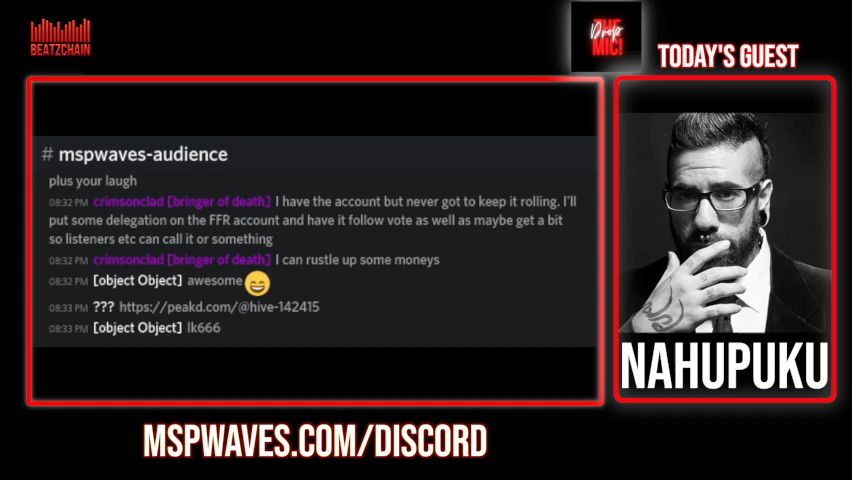 BEATZCHAIN
THE
Drop
MIC!
TODAY'S GUEST
# mspwaves-audience
plus your laugh
08:32 PM crimsonclad [bringer of death] I have the account but never got to keep it rolling. I'll
put some delegation on the FFR account and have it follow vote as well as maybe get a bit
so listeners etc can call it or something
08:32 PM crimsonclad [bringer of death] I can rustle up some moneys
08:32 PM [object Object] awesome
08:33 PM ??? https://peakd.com/@hive-142415
08:33 PM [object Object] lk666
NAHUPUKU
MSPWAVES.COM/DISCORD